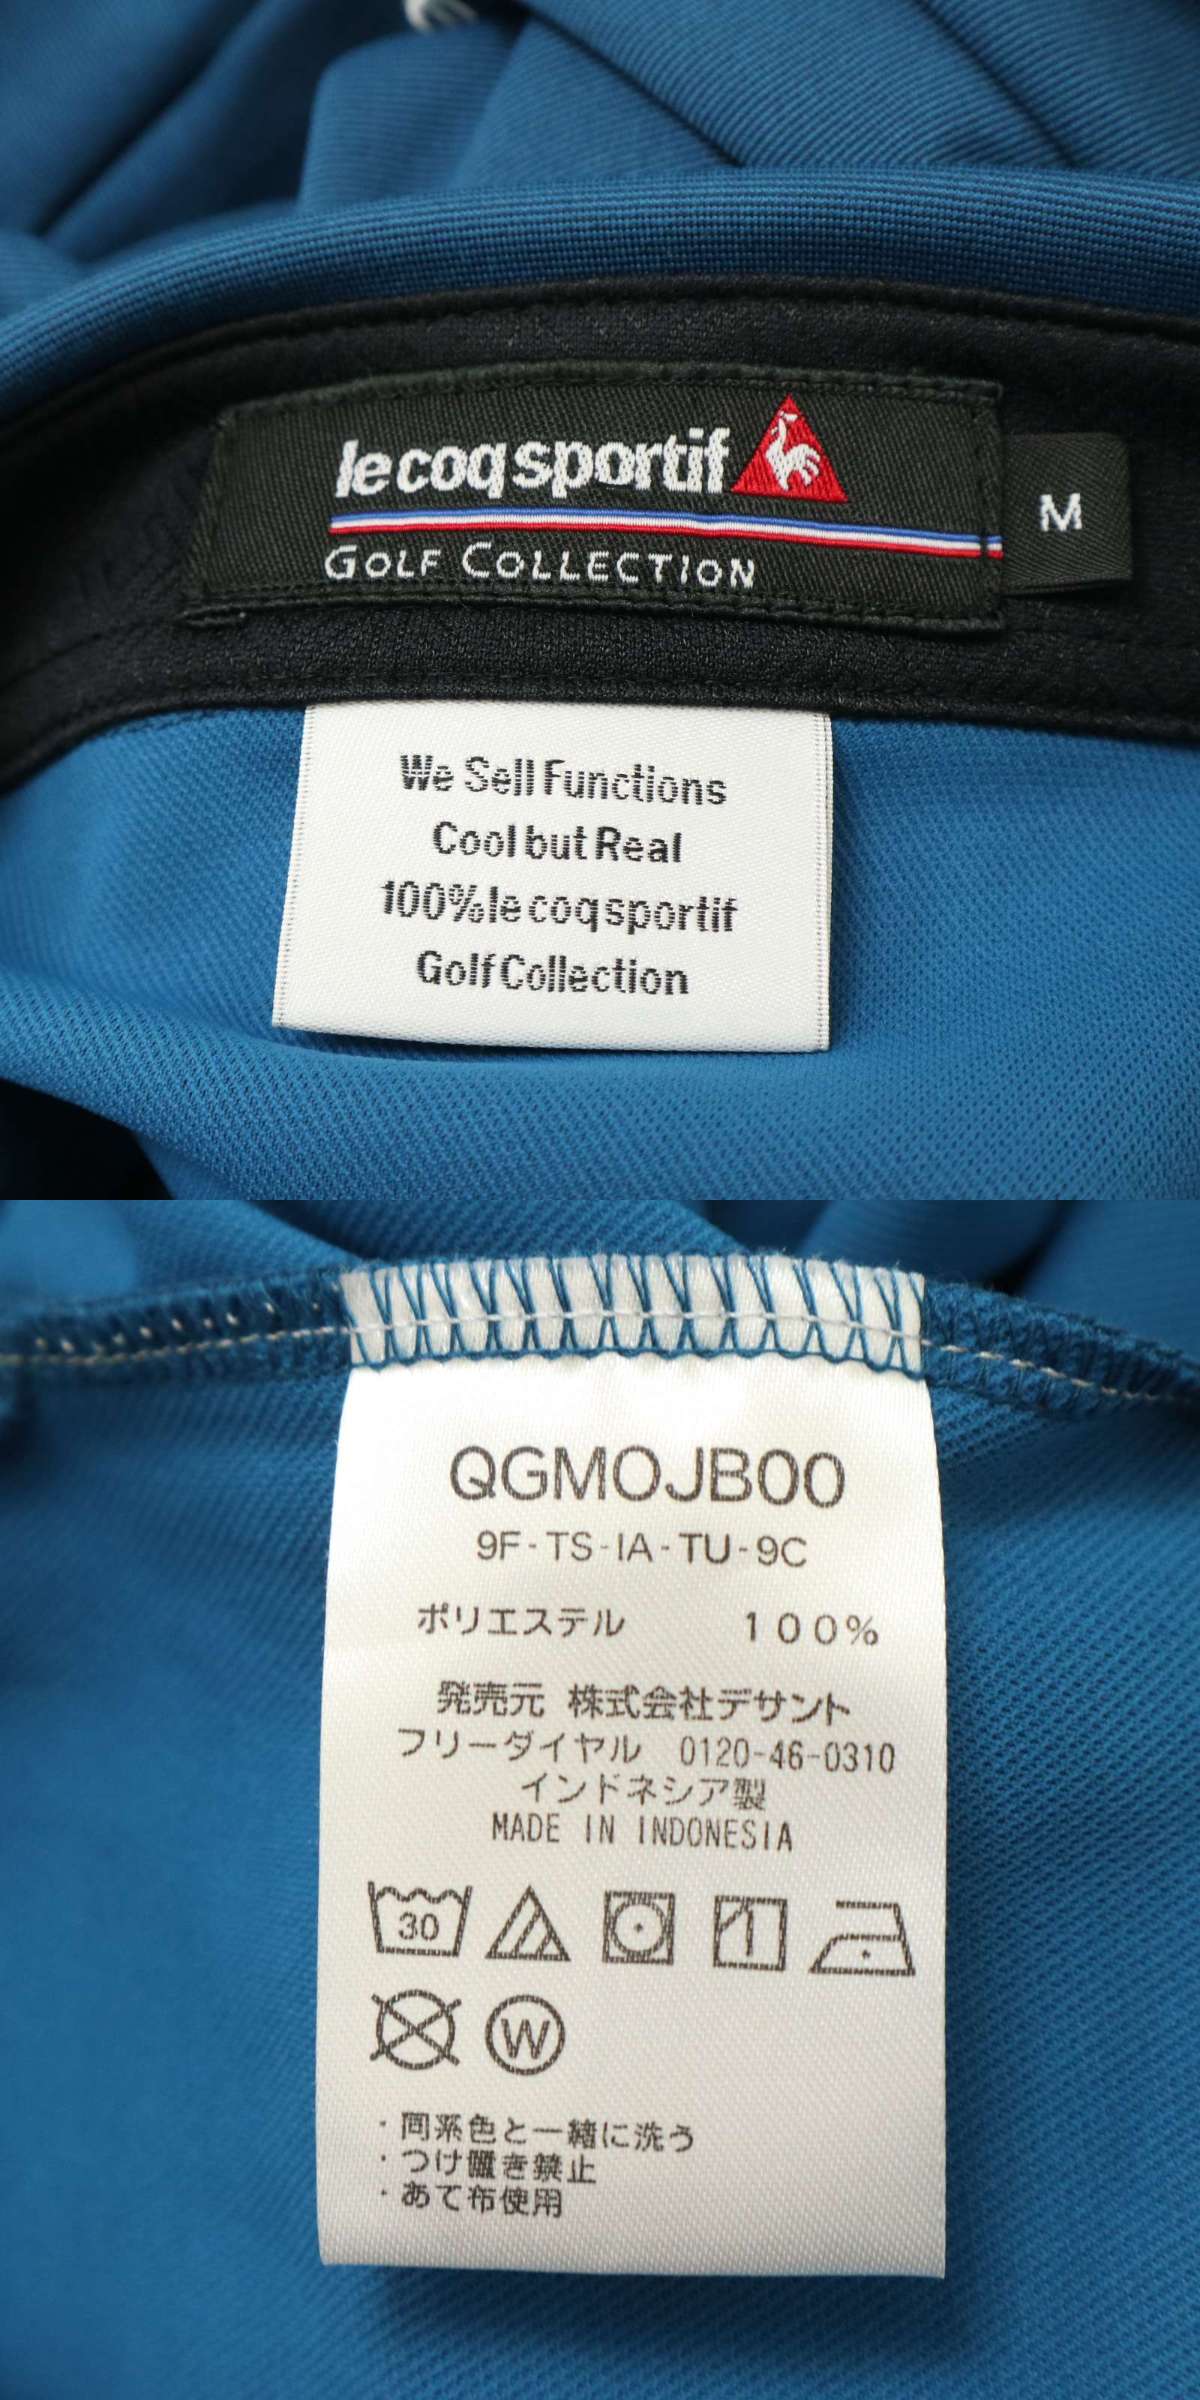 le coq sportif
GOLF COLLECTION
M
We Sell Functions
Cool but Real
100% le coq sportif
Golf Collection
QGMOJB00
9F-TS-IA-TU-9C
ポリエステル 100%
発売元 株式会社デサント
フリーダイヤル 0120-46-0310
インドネシア製
MADE IN INDONESIA
30
W
・同系色と一緒に洗う
・つけ置き禁止
・あて布使用